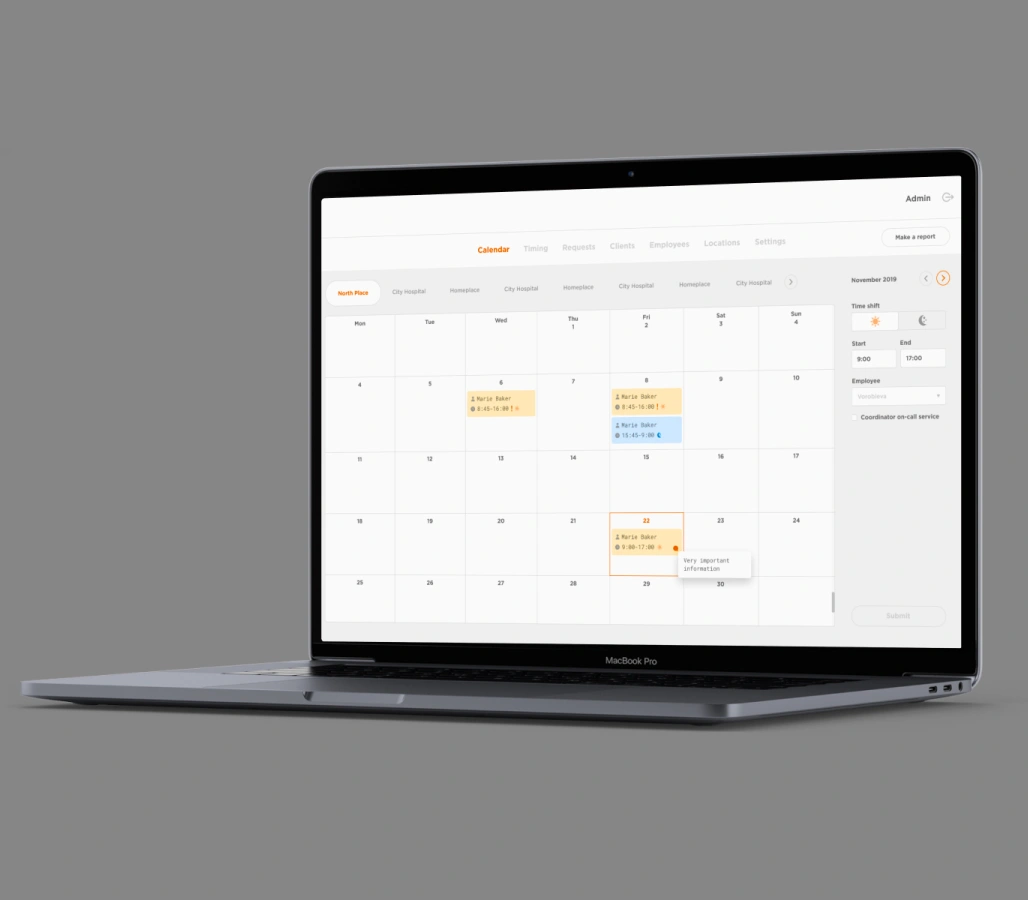 Admin
Calendar Timing Requests Clients Employees Locations Settings
Make a report
North Place City Hospital Homeplace City Hospital Homeplace City Hospital Homeplace City Hospital
November 2019
Mon Tue Wed Thu Fri Sat Sun
1 2 3 4
Time shift
Start End
9:00 17:00
4 5 6 7 8 9 10
Maria Baker
8:45-16:00 !
Maria Baker
8:45-16:00 !
Maria Baker
15:45-9:00
Employee
Coordinator on-call service
11 12 13 14 15 16 17
18 19 20 21 22 23 24
Maria Baker
9:00-17:00
Very important
information
25 26 27 28 29 30
Submit
MacBook Pro